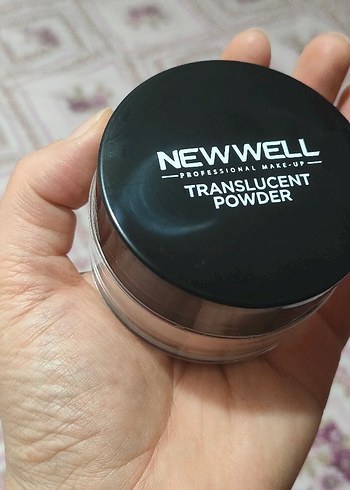 NEW WELL
PROFESSIONAL MAKE-UP
TRANSLUCENT
POWDER